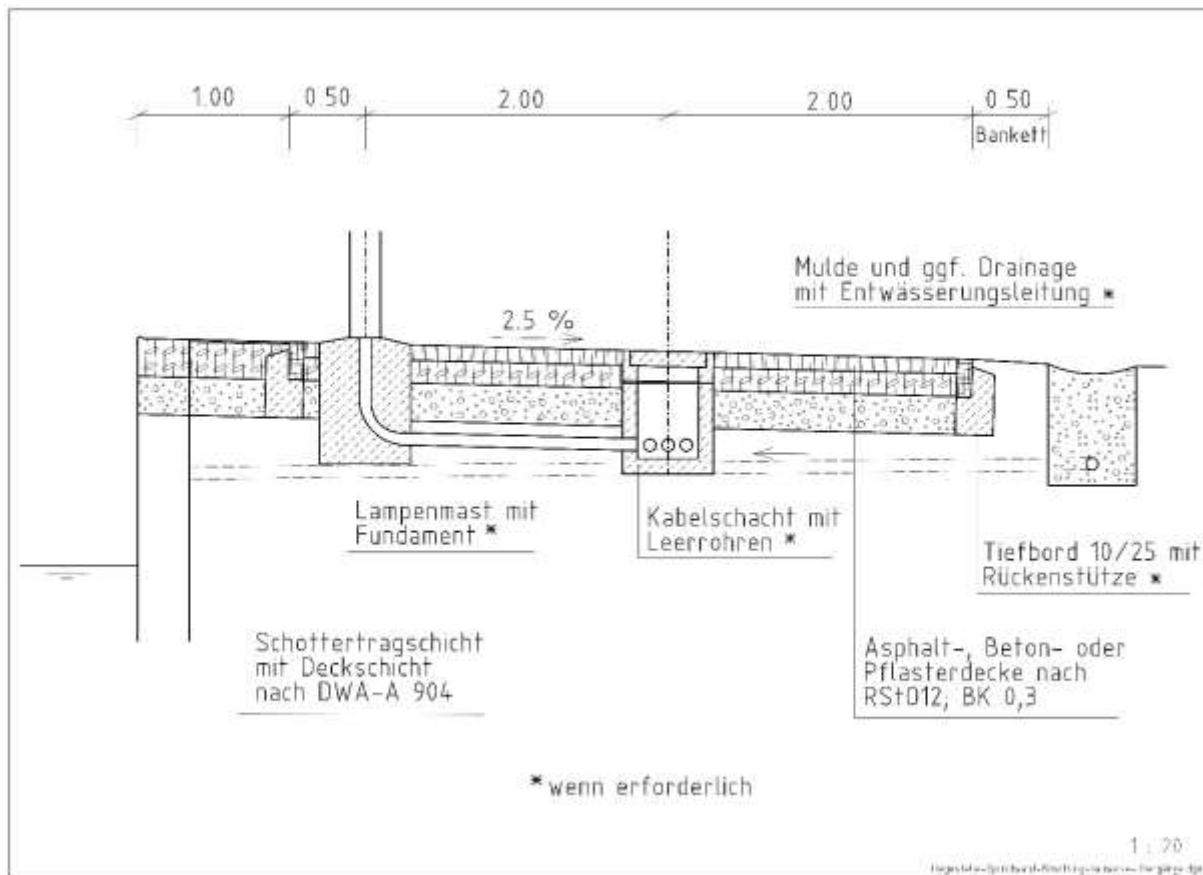 1.00 0.50 2.00 2.00 0.50
Bankett
Mulde und ggf. Drainage
mit Entwässerungsleitung *
2.5 %
Lampenmast mit
Fundament *
Kabelschacht mit
Leerrohren *
Tiefbord 10/25 mit
Rückenstütze *
Schottertragschicht
mit Deckschicht
nach DWA-A 904
Asphalt-, Beton- oder
Pflasterdecke nach
RStO12; BK 0,3
* wenn erforderlich
1 : 20